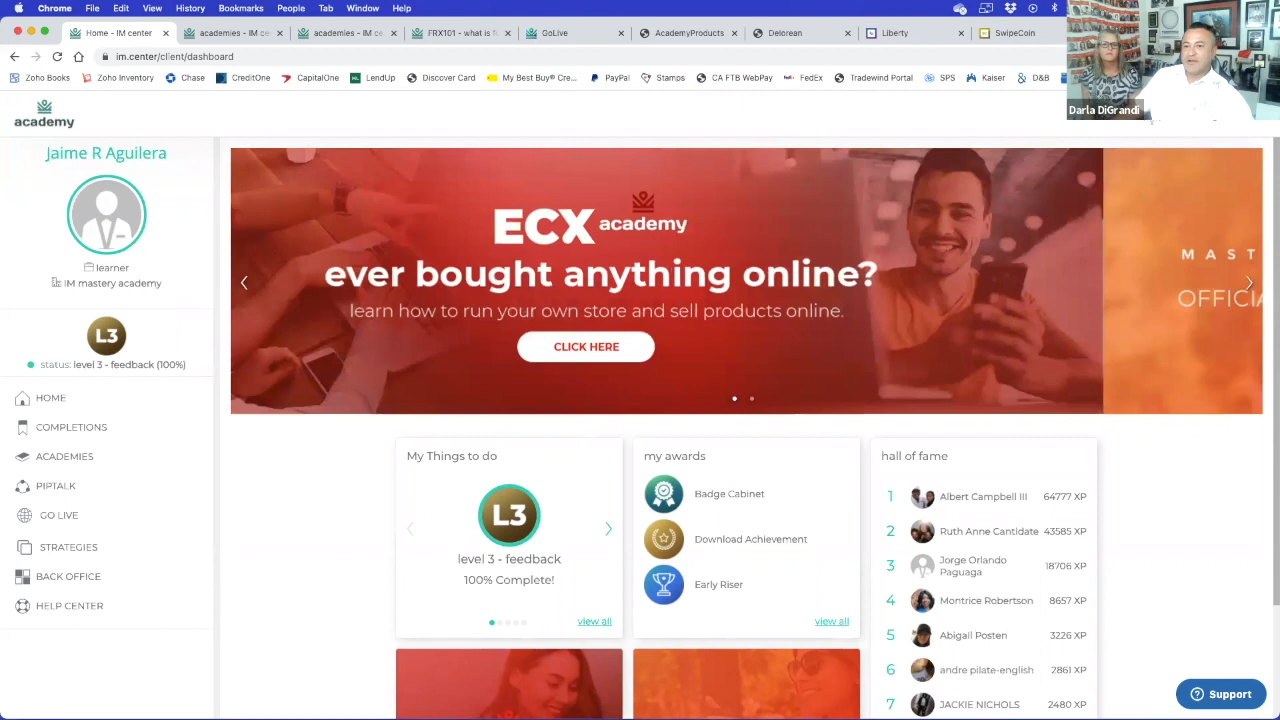 Chrome File Edit View History Bookmarks People Tab Window Help
Home - IM center
academies - IM ce
academies - IM
101 - what is
GoLive
AcademyProducts
Delorean
Liberty
SwipeCoin
im.center/client/dashboard
Zoho Books Zoho Inventory Chase CreditOne CapitalOne LendUp Discover Card My Best Buy® Cre... PayPal Stamps CA FTB WebPay FedEx Tradewind Portal SPS Kaiser D&B
Darla DiGrandi
academy
Jaime R Aguilera
learner
IM mastery academy
L3
status: level 3 - feedback (100%)
HOME
COMPLETIONS
ACADEMIES
PIPTALK
GO LIVE
STRATEGIES
BACK OFFICE
HELP CENTER
ECX academy
ever bought anything online?
learn how to run your own store and sell products online.
CLICK HERE
MAST
OFFICIA
My Things to do
L3
level 3 - feedback
100% Complete!
view all
my awards
Badge Cabinet
Download Achievement
Early Riser
view all
hall of fame
1 Albert Campbell III 64777 XP
2 Ruth Anne Cantidate 43585 XP
3 Jorge Orlando Paguaga 18706 XP
4 Montrice Robertson 8657 XP
5 Abigail Posten 3226 XP
6 andre pilate-english 2861 XP
7 JACKIE NICHOLS 2480 XP
Support